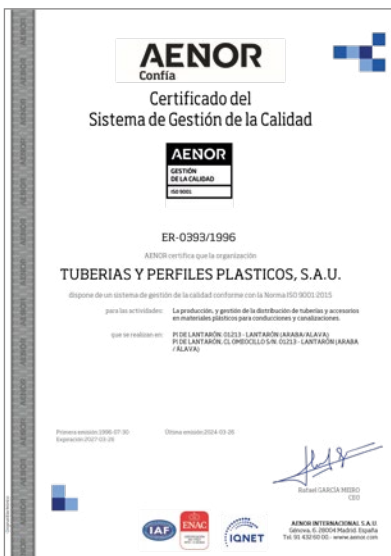 AENOR
Confía
Certificado del
Sistema de Gestión de la Calidad
AENOR
GESTIÓN
DE LA CALIDAD
ISO 9001
ER-0393/1996
AENOR certifica que la organización
TUBERIAS Y PERFILES PLASTICOS, S.A.U.
dispone de un sistema de gestión de la calidad conforme con la Norma ISO 9001:2015
para las actividades: La producción, y gestión de la distribución de tuberías y accesorios
en materiales plásticos para conducciones y canalizaciones.
que se realizan en: PI DE LANTARÓN. 01213 - LANTARÓN (ARABA/ALAVA)
PI DE LANTARÓN, CL OMECILLO S/N. 01213 - LANTARÓN (ARABA
/ÁLAVA)
Primera emisión: 1996-07-30 Última emisión: 2024-03-26
Expiración: 2027-03-26
Rafael GARCÍA MEIRO
CEO
IAF
ENAC
IQNET
AENOR INTERNACIONAL S.A.U.
Génova, 6. 28004 Madrid. España
Tel. 91 432 60 00.- www.aenor.com